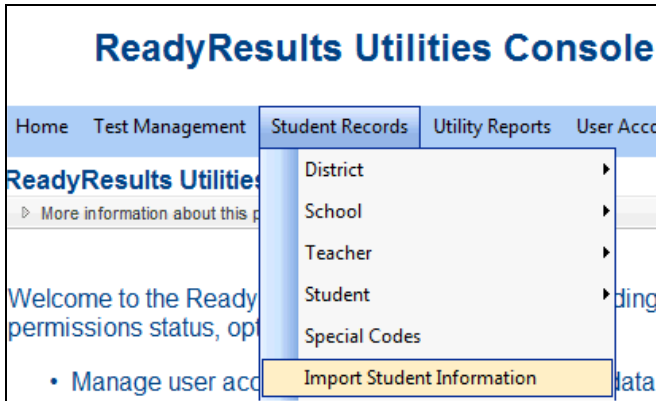 ReadyResults Utilities Console
Home Test Management Student Records Utility Reports User Acco
ReadyResults Utilities
More information about this p
District
School
Teacher
Student
Special Codes
Import Student Information
Welcome to the Ready ding
permissions status, opt
• Manage user acc data